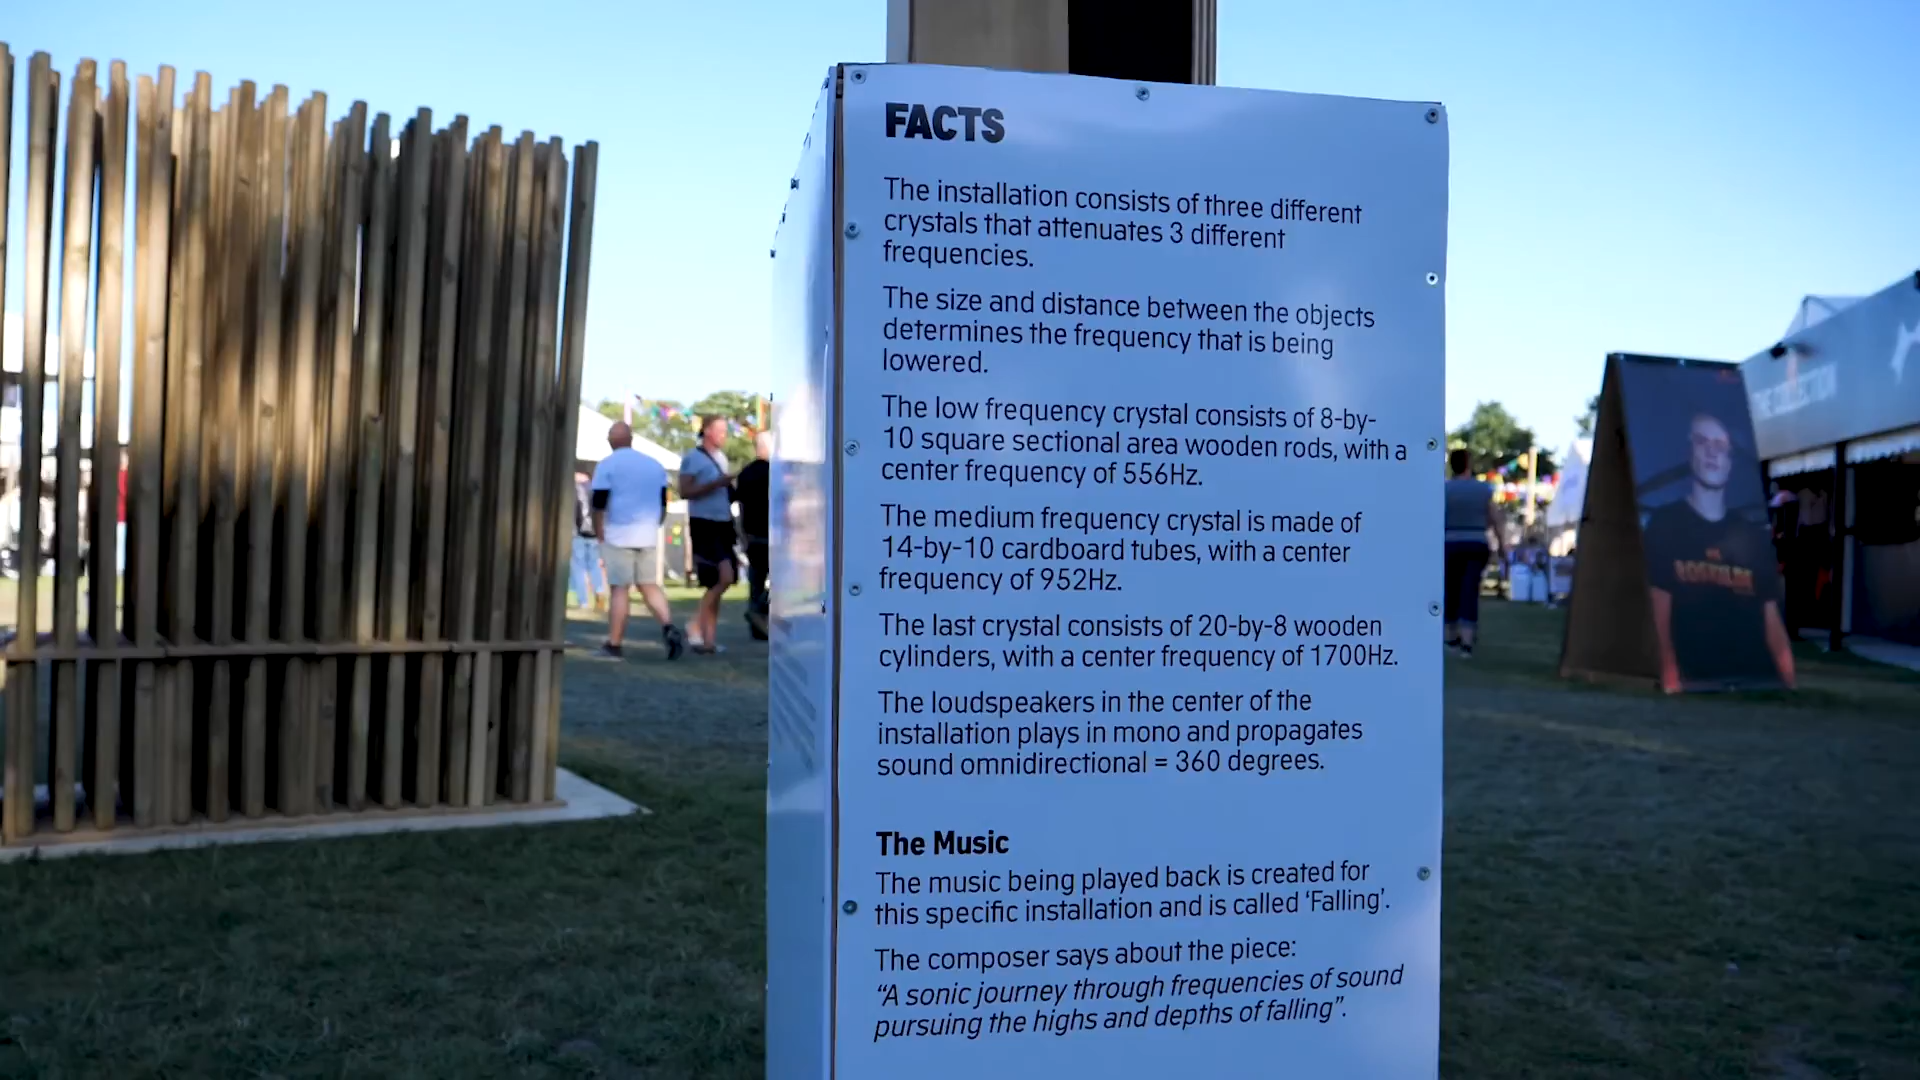 FACTS
The installation consists of three different
crystals that attenuates 3 different
frequencies.
The size and distance between the objects
determines the frequency that is being
lowered.
The low frequency crystal consists of 8-by-
10 square sectional area wooden rods, with a
center frequency of 556Hz.
The medium frequency crystal is made of
14-by-10 cardboard tubes, with a center
frequency of 952Hz.
The last crystal consists of 20-by-8 wooden
cylinders, with a center frequency of 1700Hz.
The loudspeakers in the center of the
installation plays in mono and propagates
sound omnidirectional = 360 degrees.
The Music
The music being played back is created for
this specific installation and is called ‘Falling’.
The composer says about the piece:
“A sonic journey through frequencies of sound
pursuing the highs and depths of falling”.
THE COLLECTION